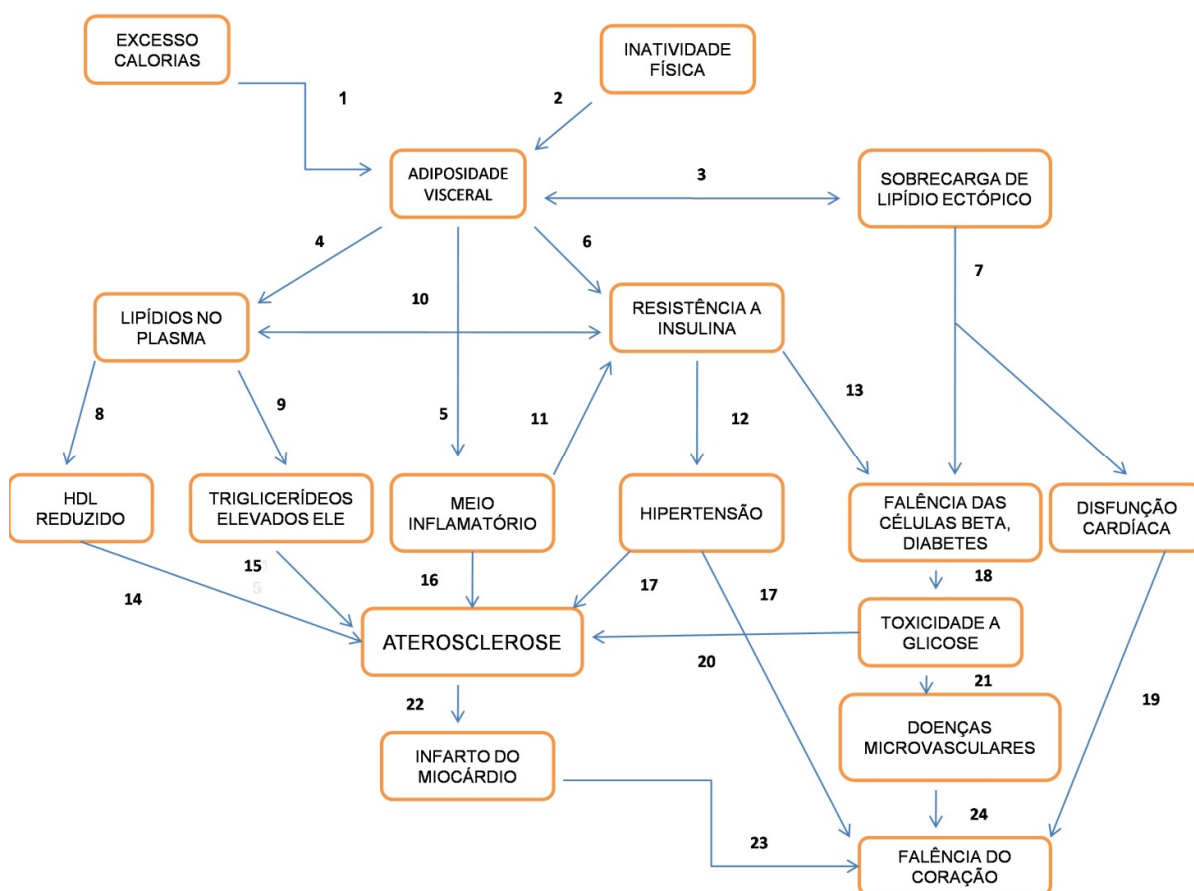 EXCESSO
CALORIAS
INATIVIDADE
FÍSICA
1
2
ADIPOSIDADE
VISCERAL
3
SOBRECARGA DE
LIPÍDIO ECTÓPICO
4
6
7
10
LIPÍDIOS NO
PLASMA
RESISTÊNCIA A
INSULINA
8
9
5
11
12
13
HDL
REDUZIDO
TRIGLICERÍDEOS
ELEVADOS ELE
MEIO
INFLAMATÓRIO
HIPERTENSÃO
FALÊNCIA DAS
CÉLULAS BETA,
DIABETES
DISFUNÇÃO
CARDÍACA
14
15
5
16
17
17
18
ATEROSCLEROSE
TOXICIDADE A
GLICOSE
20
21
19
22
DOENÇAS
MICROVASCULARES
INFARTO DO
MIOCÁRDIO
23
24
FALÊNCIA DO
CORAÇÃO